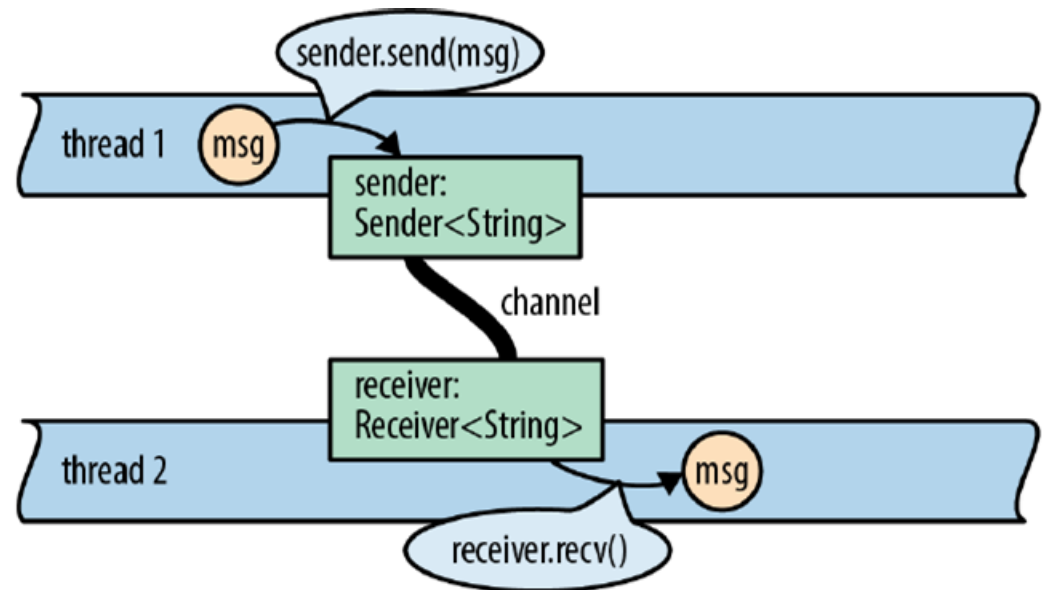 sender.send(msg)
thread 1
msg
sender:
Sender<String>
channel
receiver:
Receiver<String>
thread 2
msg
receiver.recv()